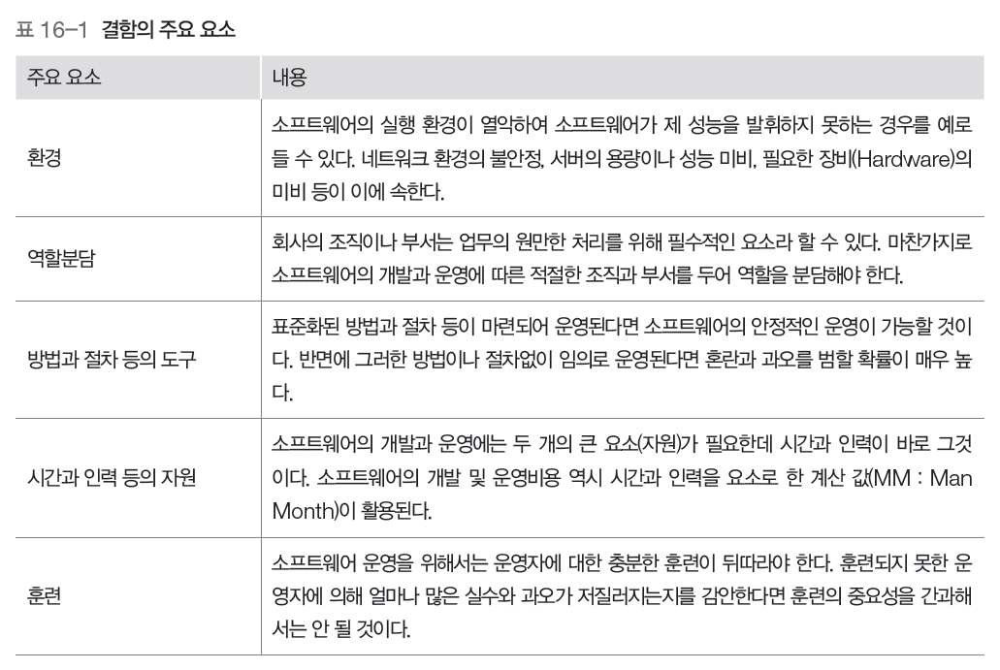 표 16-1 결함의 주요 요소
주요 요소
내용
환경
소프트웨어의 실행 환경이 열악하여 소프트웨어가 제 성능을 발휘하지 못하는 경우를 예로
들 수 있다. 네트워크 환경의 불안정, 서버의 용량이나 성능 미비, 필요한 장비(Hardware)의
미비 등이 이에 속한다.
역할분담
회사의 조직이나 부서는 업무의 원만한 처리를 위해 필수적인 요소라 할 수 있다. 마찬가지로
소프트웨어의 개발과 운영에 따른 적절한 조직과 부서를 두어 역할을 분담해야 한다.
방법과 절차 등의 도구
표준화된 방법과 절차 등이 마련되어 운영된다면 소프트웨어의 안정적인 운영이 가능할 것이
다. 반면에 그러한 방법이나 절차없이 임의로 운영된다면 혼란과 과오를 범할 확률이 매우 높
다.
시간과 인력 등의 자원
소프트웨어의 개발과 운영에는 두 개의 큰 요소(자원)가 필요한데 시간과 인력이 바로 그것
이다. 소프트웨어의 개발 및 운영비용 역시 시간과 인력을 요소로 한 계산 값(MM : Man
Month)이 활용된다.
훈련
소프트웨어 운영을 위해서는 운영자에 대한 충분한 훈련이 뒤따라야 한다. 훈련되지 못한 운
영자에 의해 얼마나 많은 실수와 과오가 저질러지는지를 감안한다면 훈련의 중요성을 간과해
서는 안 될 것이다.